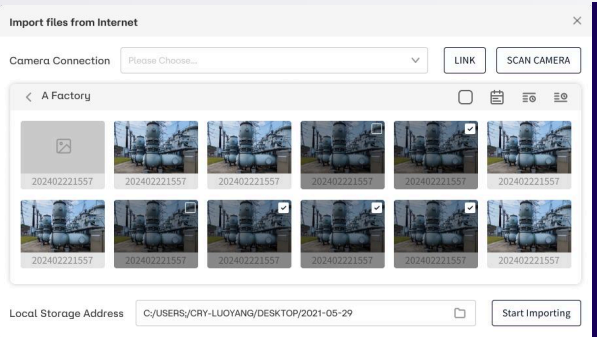 Import files from Internet
Camera Connection Please Choose... LINK SCAN CAMERA
A Factory
202402221557 202402221557 202402221557 202402221557 202402221557 202402221557
202402221557 202402221557 202402221557 202402221557 202402221557 202402221557
Local Storage Address C:/USERS;/CRY-LUOYANG/DESKTOP/2021-05-29 Start Importing